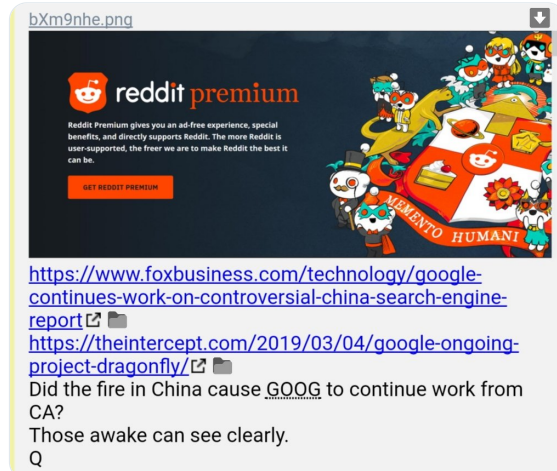 bXm9nhe.png
reddit premium
Reddit Premium gives you an ad-free experience, special
benefits, and directly supports Reddit. The more Reddit is
user-supported, the freer we are to make Reddit the best it
can be.
GET REDDIT PREMIUM
MEMENTO HUMANI
https://www.foxbusiness.com/technology/google-
continues-work-on-controversial-china-search-engine-
report
https://theintercept.com/2019/03/04/google-ongoing-
project-dragonfly/
Did the fire in China cause GOOG to continue work from
CA?
Those awake can see clearly.
Q